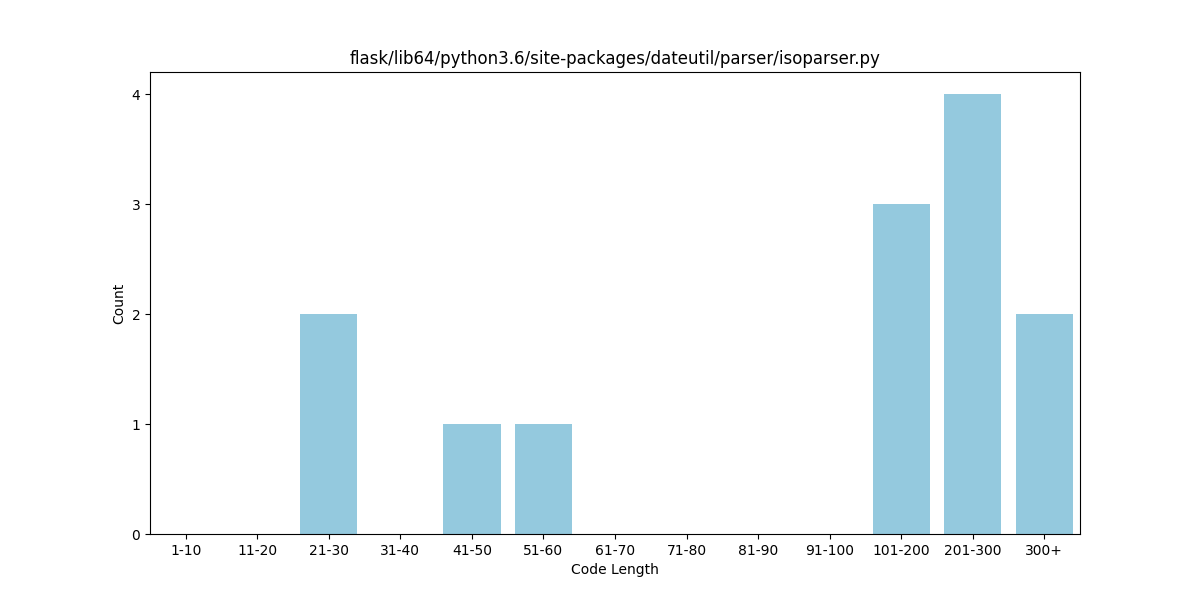 flask/lib64/python3.6/site-packages/dateutil/parser/isoparser.py
4
3
2
1
0
Count
1-10 11-20 21-30 31-40 41-50 51-60 61-70 71-80 81-90 91-100 101-200 201-300 300+
Code Length